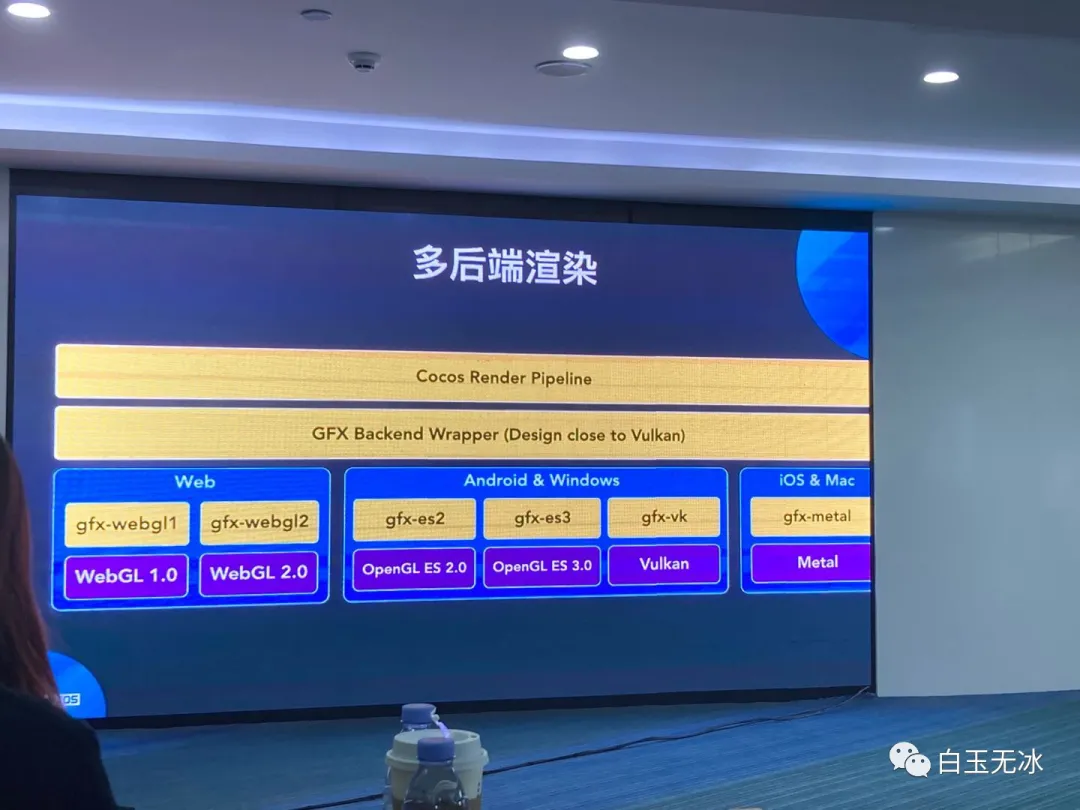 多后端渲染
Cocos Render Pipeline
GFX Backend Wrapper (Design close to Vulkan)
Web
gfx-webgl1
gfx-webgl2
WebGL 1.0
WebGL 2.0
Android & Windows
gfx-es2
gfx-es3
gfx-vk
OpenGL ES 2.0
OpenGL ES 3.0
Vulkan
iOS & Mac
gfx-metal
Metal
白玉无冰